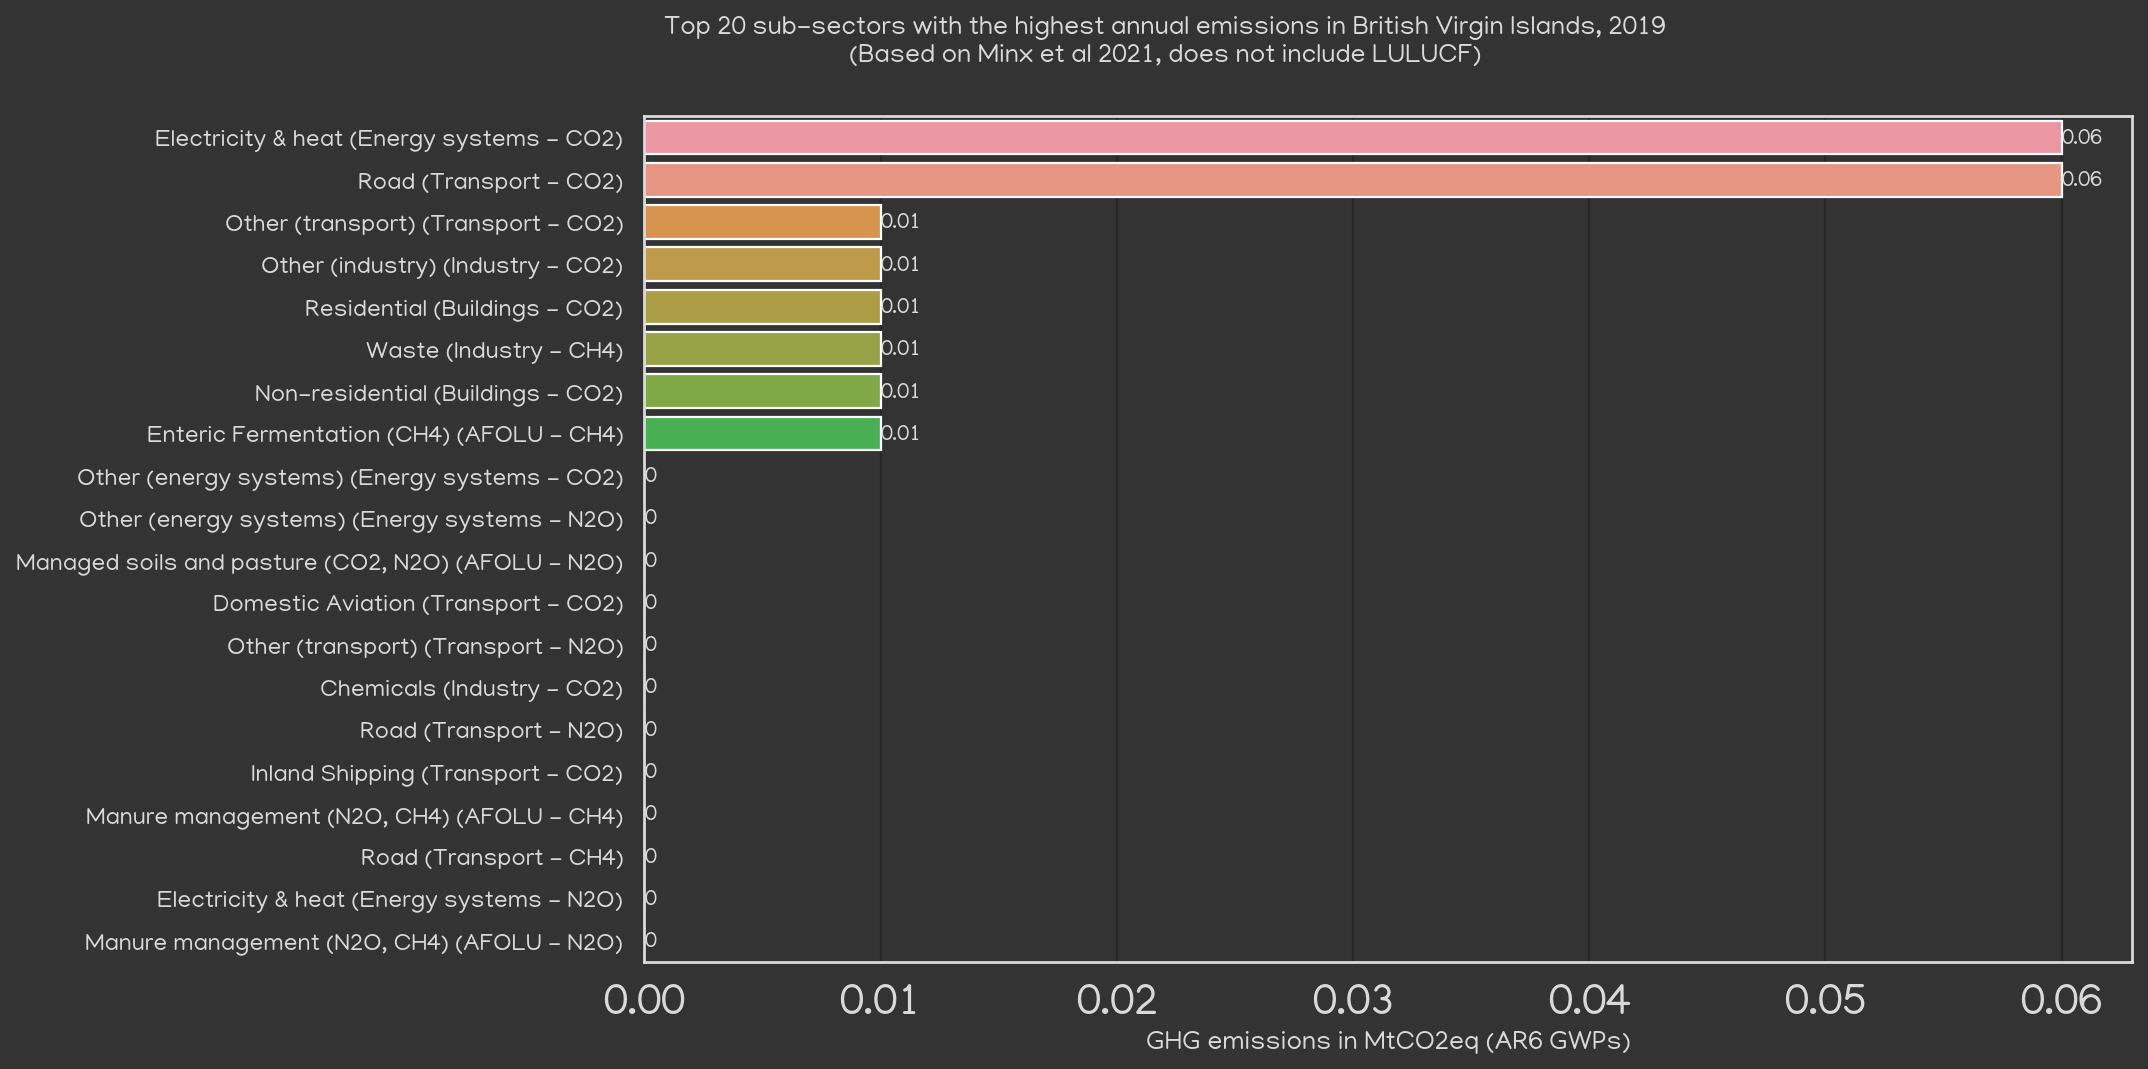 Top 20 sub-sectors with the highest annual emissions in British Virgin Islands, 2019
(Based on Minx et al 2021, does not include LULUCF)
Electricity & heat (Energy systems - CO2) 0.06
Road (Transport - CO2) 0.06
Other (transport) (Transport - CO2) 0.01
Other (industry) (Industry - CO2) 0.01
Residential (Buildings - CO2) 0.01
Waste (Industry - CH4) 0.01
Non-residential (Buildings - CO2) 0.01
Enteric Fermentation (CH4) (AFOLU - CH4) 0.01
Other (energy systems) (Energy systems - CO2) 0
Other (energy systems) (Energy systems - N2O) 0
Managed soils and pasture (CO2, N2O) (AFOLU - N2O) 0
Domestic Aviation (Transport - CO2) 0
Other (transport) (Transport - N2O) 0
Chemicals (Industry - CO2) 0
Road (Transport - N2O) 0
Inland Shipping (Transport - CO2) 0
Manure management (N2O, CH4) (AFOLU - CH4) 0
Road (Transport - CH4) 0
Electricity & heat (Energy systems - N2O) 0
Manure management (N2O, CH4) (AFOLU - N2O) 0
0.00 0.01 0.02 0.03 0.04 0.05 0.06
GHG emissions in MtCO2eq (AR6 GWPs)